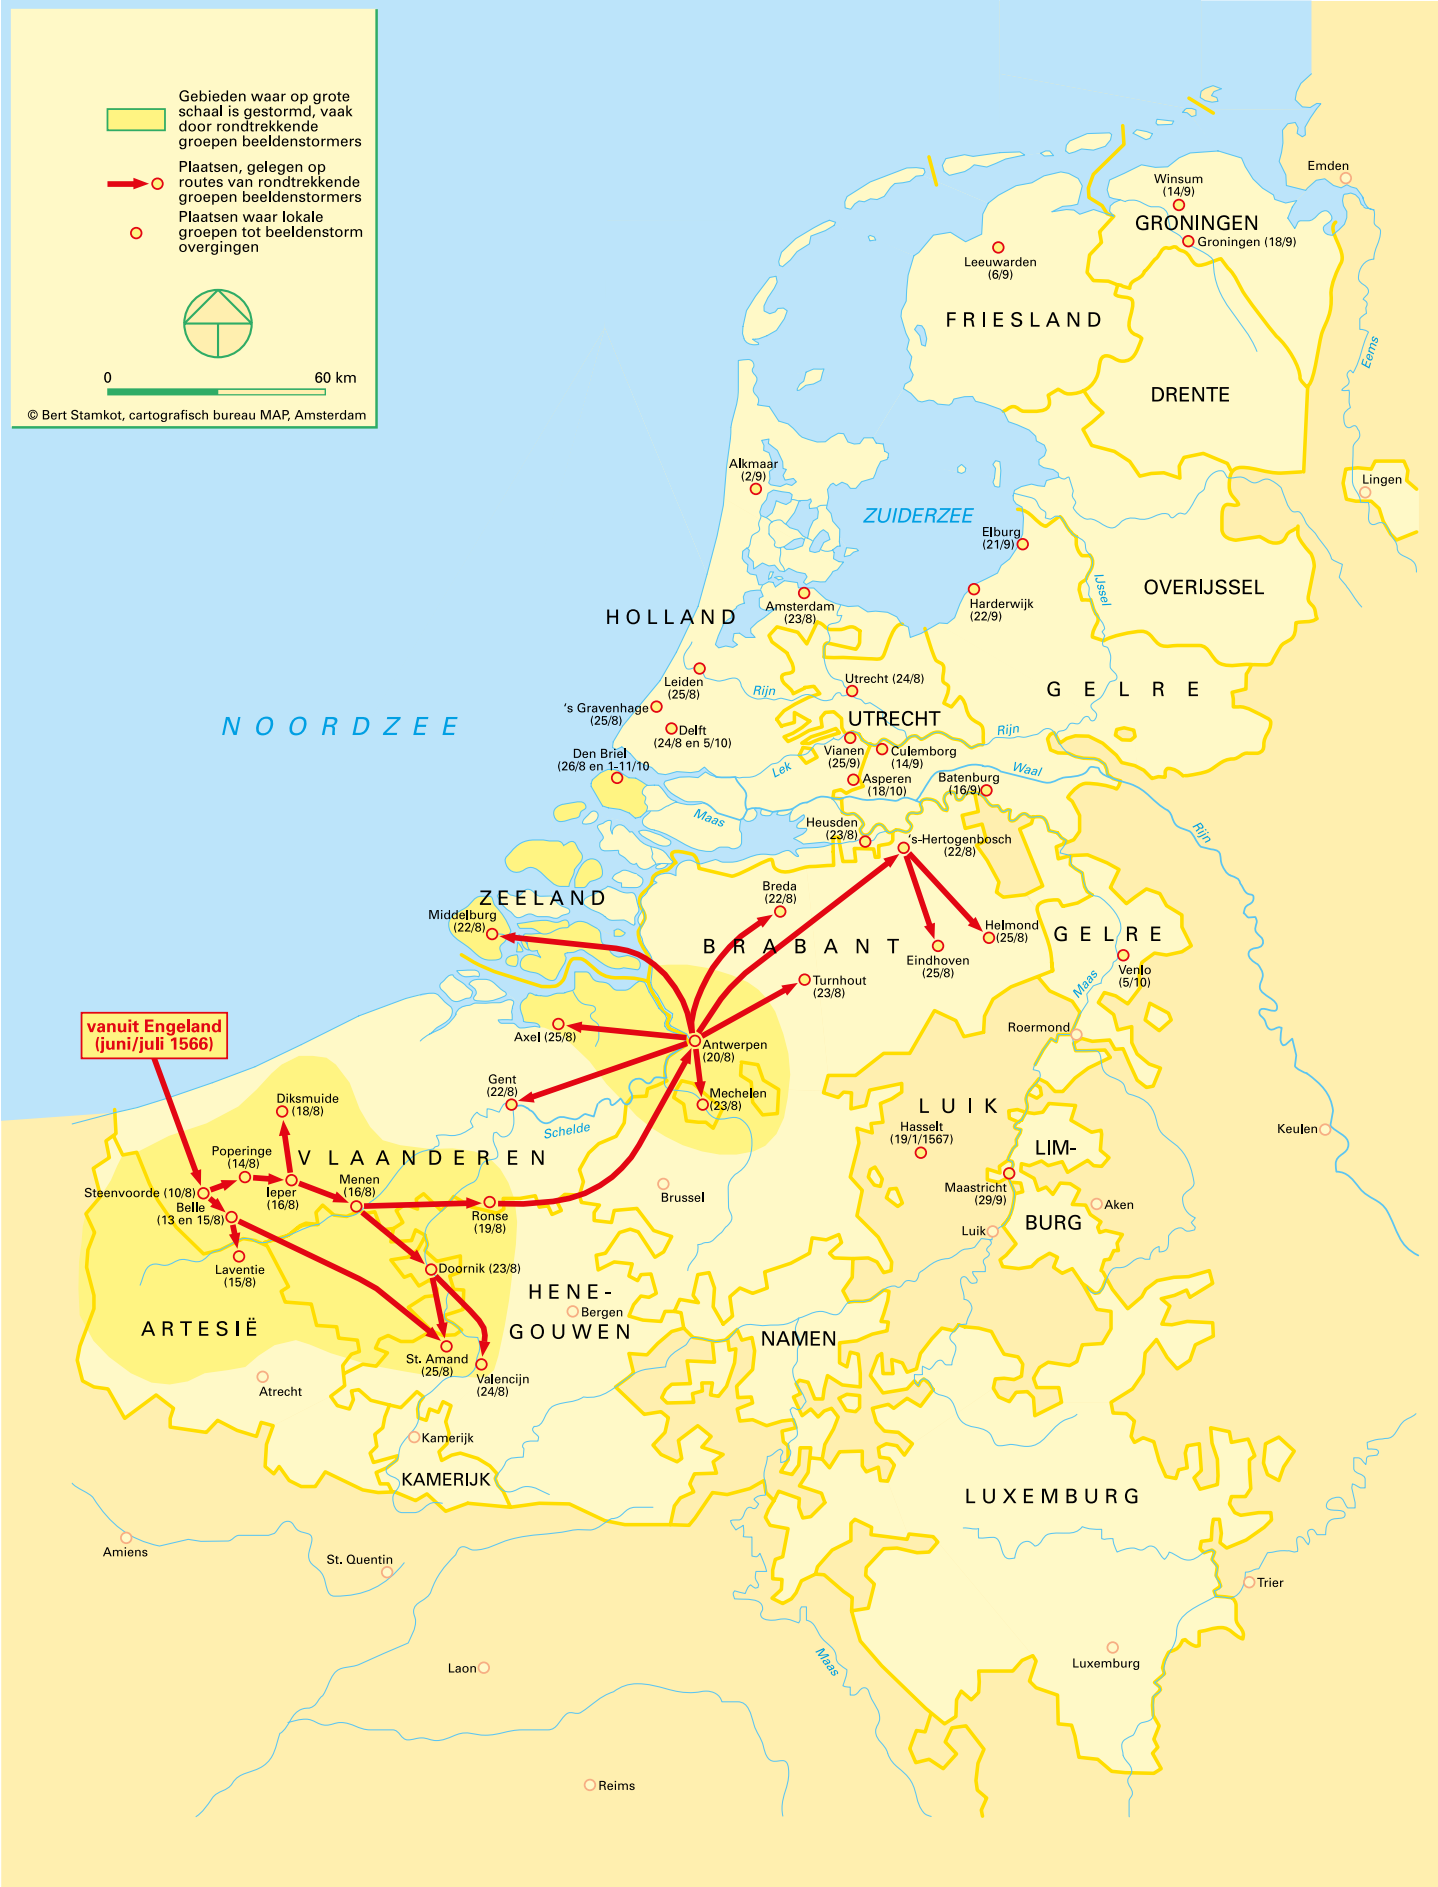 Gebieden waar op grote
schaal is gestormd, vaak
door rondtrekkende
groepen beeldenstormers
Plaatsen, gelegen op
routes van rondtrekkende
groepen beeldenstormers
Plaatsen waar lokale
groepen tot beeldenstorm
overgingen
0
60 km
© Bert Stamkot, cartografisch bureau MAP, Amsterdam
Emden
Winsum
(14/9)
GRONINGEN
Groningen (18/9)
Leeuwarden
(6/9)
FRIESLAND
Eems
DRENTE
Alkmaar
(2/9)
Lingen
ZUIDERZEE
Elburg
(21/9)
IJssel
OVERIJSSEL
Amsterdam
(23/8)
Harderwijk
(22/9)
HOLLAND
Leiden
(25/8)
Rijn
Utrecht (24/8)
GELRE
's Gravenhage
(25/8)
NOORDZEE
UTRECHT
Delft
(24/8 en 5/10)
Rijn
Vianen
(25/9)
Culemborg
(14/9)
Den Briel
(26/8 en 1-11/10
Lek
Waal
Asperen
(18/10)
Batenburg
(16/9)
Maas
Rijn
Heusden
(23/8)
's-Hertogenbosch
(22/8)
ZEELAND
Breda
(22/8)
Middelburg
(22/8)
Helmond
(25/8)
GELRE
BRABANT
Eindhoven
(25/8)
Venlo
(5/10)
Turnhout
(23/8)
Maas
vanuit Engeland
(juni/juli 1566)
Roermond
Axel (25/8)
Antwerpen
(20/8)
Gent
(22/8)
Mechelen
(23/8)
Diksmuide
(18/8)
LUIK
Schelde
Hasselt
(19/1/1567)
Keulen
LIM-
Poperinge
(14/8)
VLAANDEREN
Steenvoorde (10/8)
Ieper
(16/8)
Menen
(16/8)
Maastricht
(29/9)
Brussel
Aken
Belle
(13 en 15/8)
Ronse
(19/8)
Luik
BURG
Laventie
(15/8)
Doornik (23/8)
HENE-
Bergen
GOUWEN
ARTESIË
NAMEN
St. Amand
(25/8)
Valencijn
(24/8)
Atrecht
Kamerijk
KAMERIJK
LUXEMBURG
Amiens
St. Quentin
Trier
Maas
Luxemburg
Laon
Reims